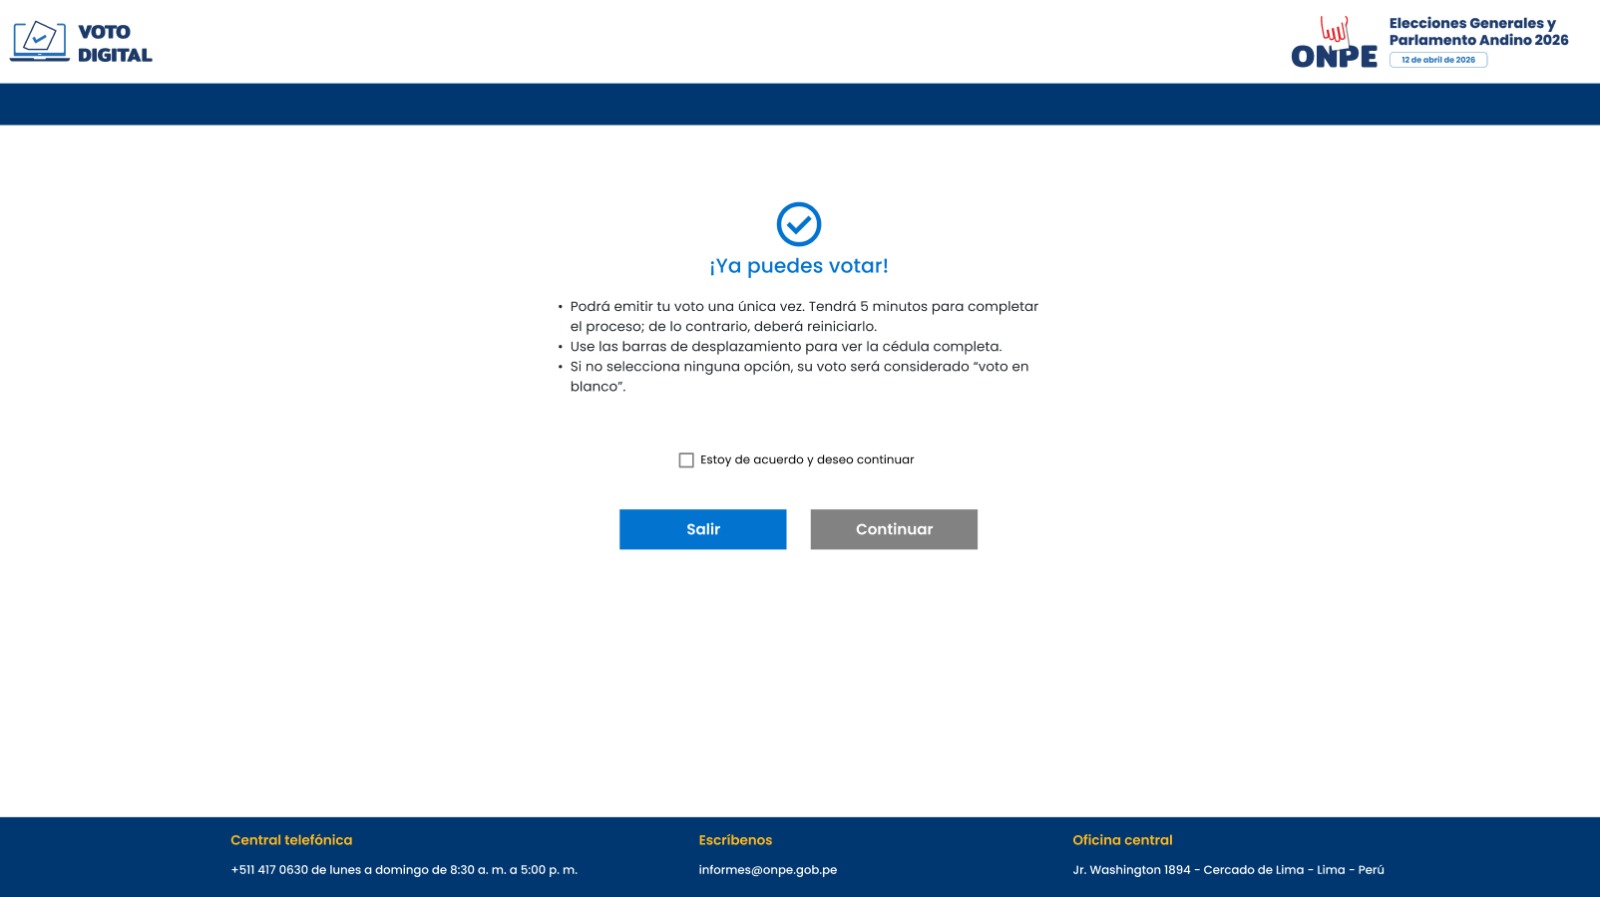 VOTO
DIGITAL
ONPE
Elecciones Generales y
Parlamento Andino 2026
12 de abril de 2026
¡Ya puedes votar!
• Podrá emitir tu voto una única vez. Tendrá 5 minutos para completar
el proceso; de lo contrario, deberá reiniciarlo.
• Use las barras de desplazamiento para ver la cédula completa.
• Si no selecciona ninguna opción, su voto será considerado “voto en
blanco”.
Estoy de acuerdo y deseo continuar
Salir
Continuar
Central telefónica
+511 417 0630 de lunes a domingo de 8:30 a. m. a 5:00 p. m.
Escríbenos
informes@onpe.gob.pe
Oficina central
Jr. Washington 1894 - Cercado de Lima - Lima - Perú